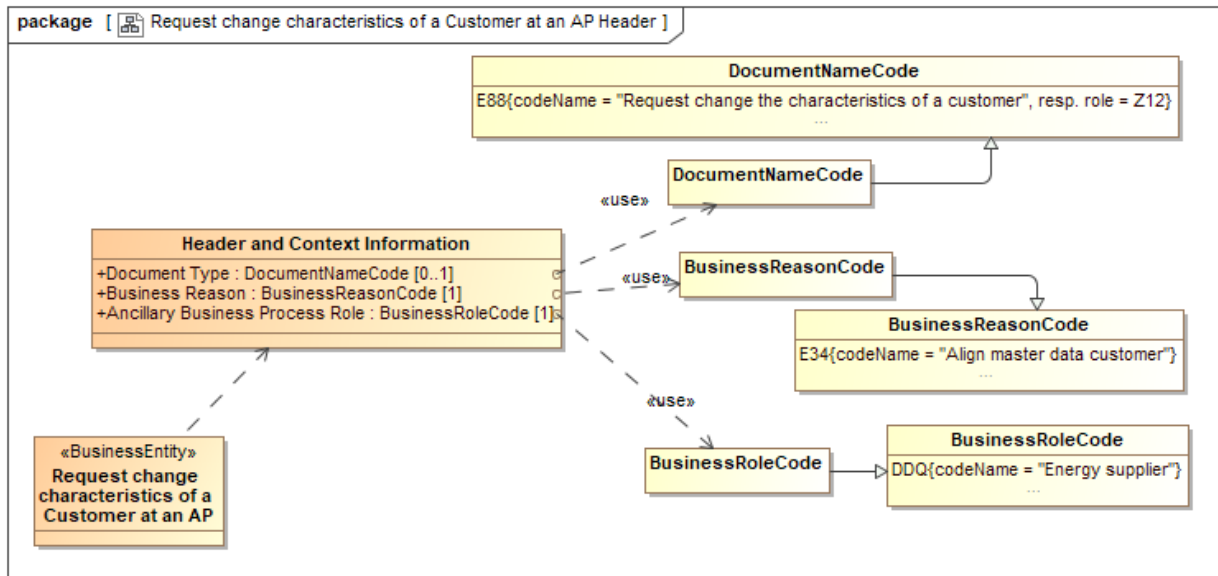 package [ Request change characteristics of a Customer at an AP Header ]
DocumentNameCode
E88{codeName = "Request change the characteristics of a customer", resp. role = Z12}
...
DocumentNameCode
«use»
Header and Context Information
+Document Type : DocumentNameCode [0..1]
+Business Reason : BusinessReasonCode [1]
+Ancillary Business Process Role : BusinessRoleCode [1]
«use»
BusinessReasonCode
BusinessReasonCode
E34{codeName = "Align master data customer"}
...
«use»
BusinessRoleCode
BusinessRoleCode
DDQ{codeName = "Energy supplier"}
...
«BusinessEntity»
Request change
characteristics of a
Customer at an AP